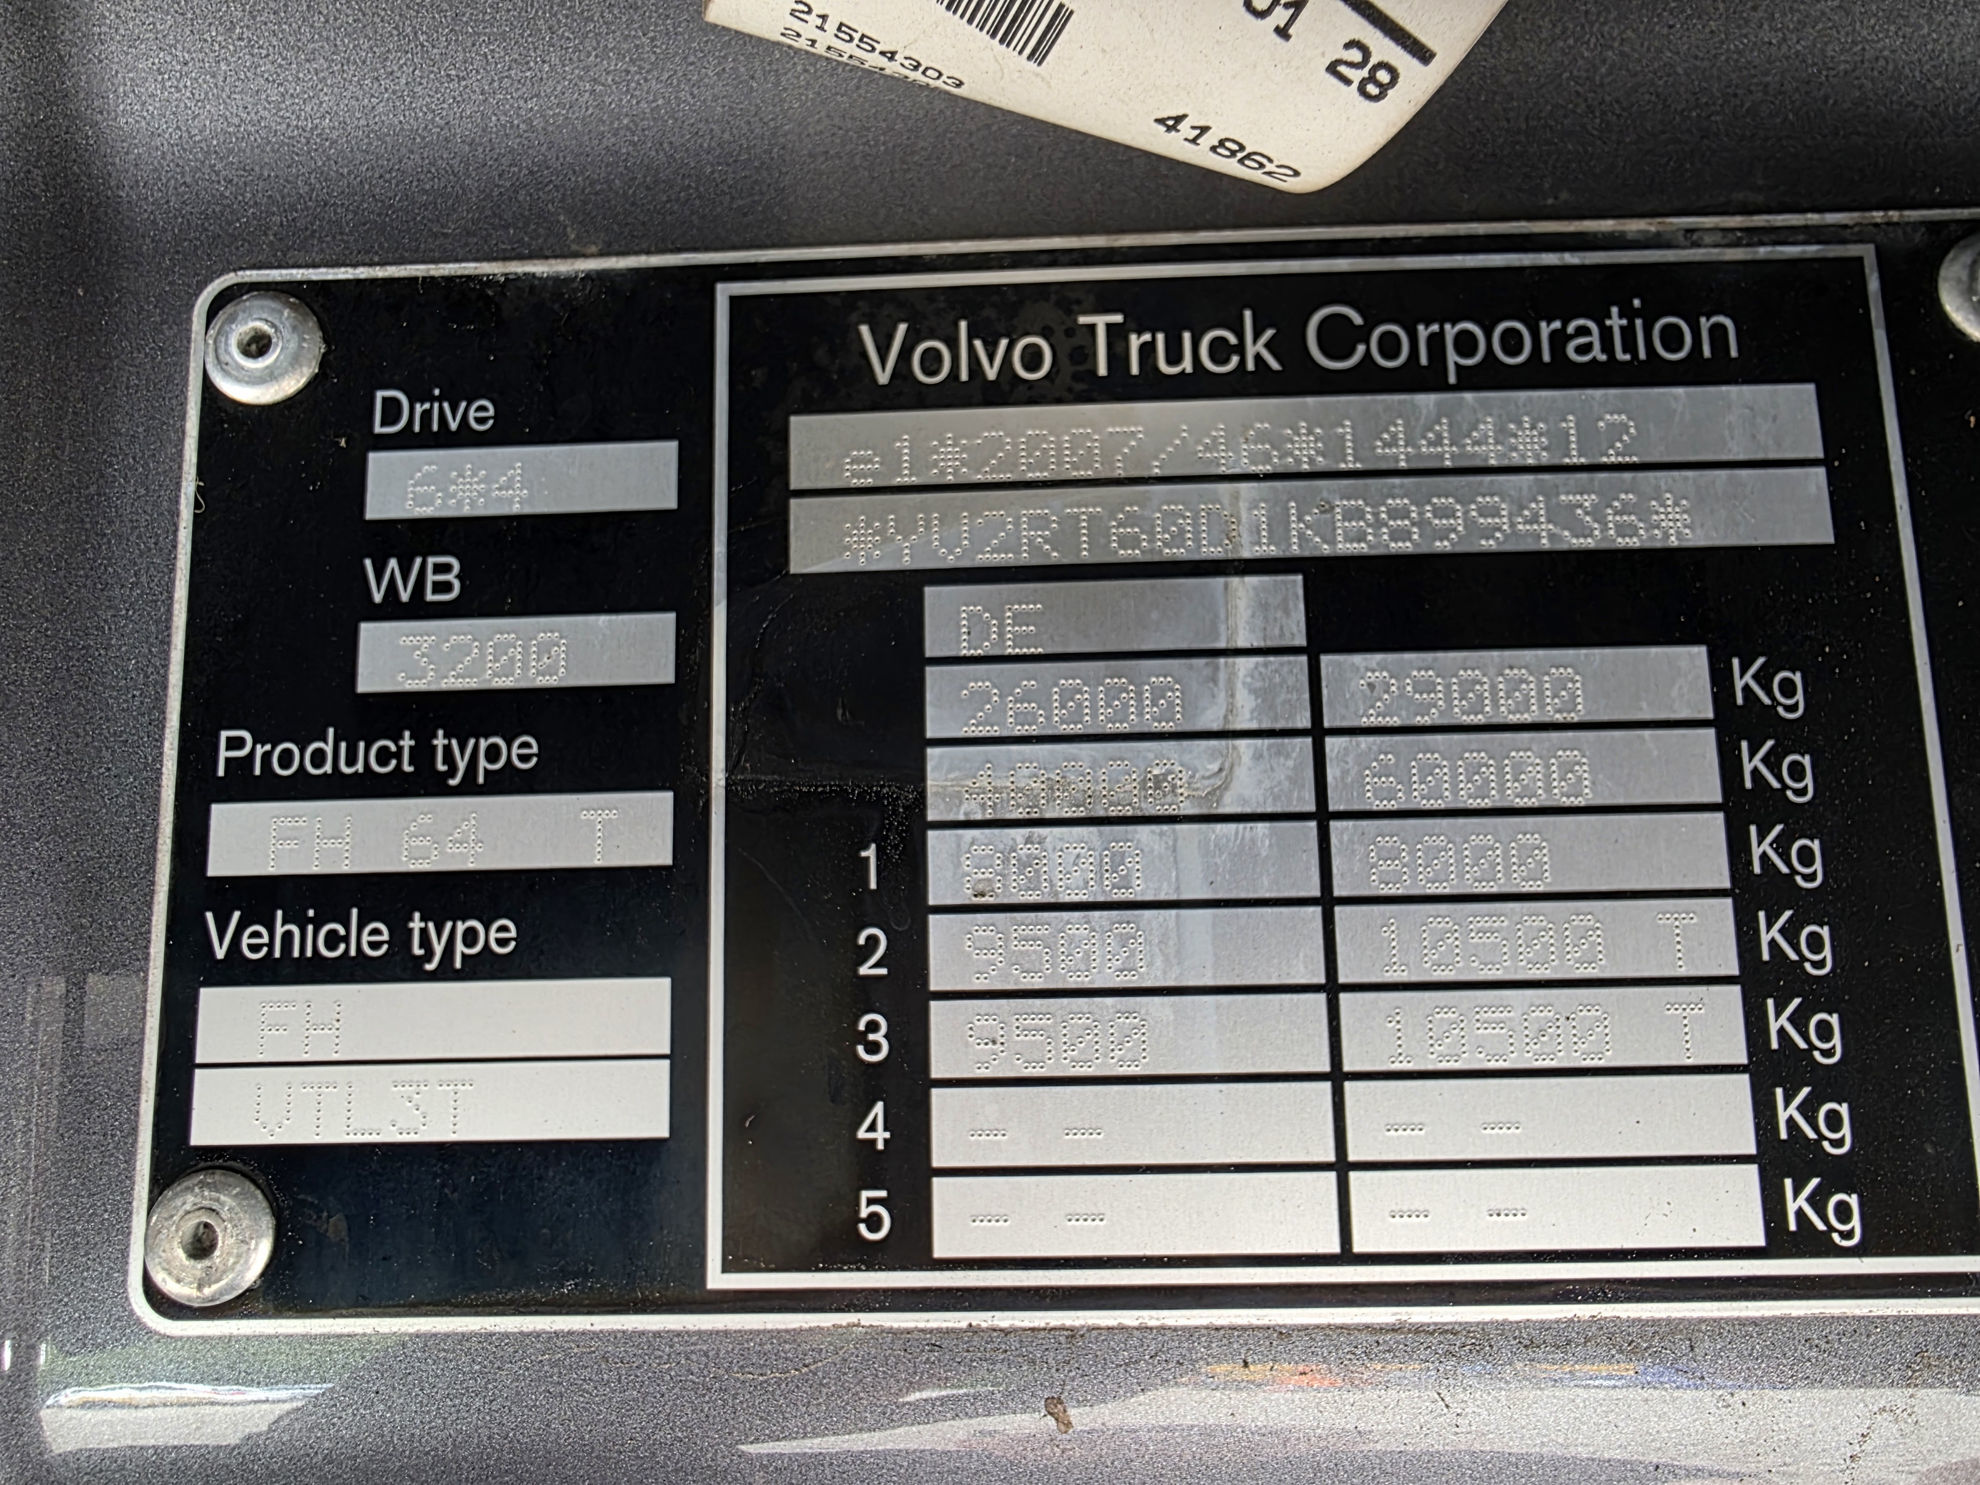 01 28
21554303
41862
Volvo Truck Corporation
e1*2007/46*1444*12
*YV2RT60D1KB899436*
DE
26000 29000 Kg
40000 60000 Kg
1 8000 8000 Kg
2 9500 10500 T Kg
3 9500 10500 T Kg
4 - - - - Kg
5 - - - - Kg
Drive
6*4
WB
3200
Product type
FH 64 T
Vehicle type
FH
VTL3T